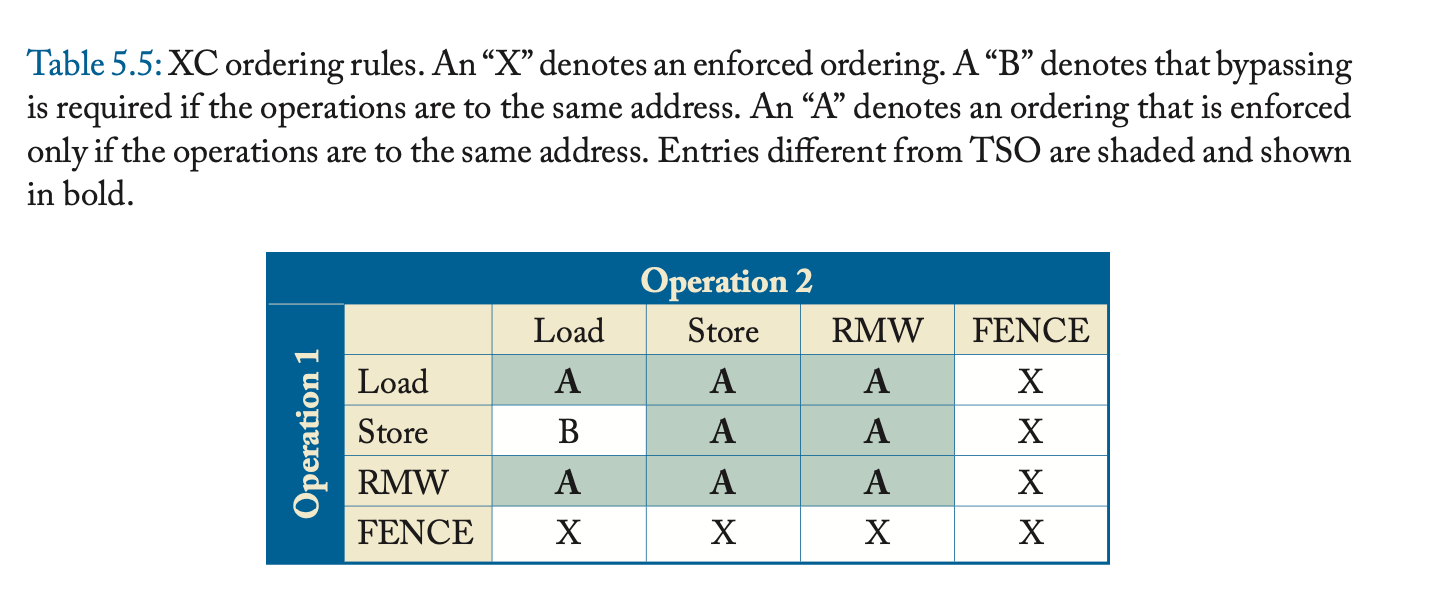 Table 5.5: XC ordering rules. An “X” denotes an enforced ordering. A “B” denotes that bypassing
is required if the operations are to the same address. An “A” denotes an ordering that is enforced
only if the operations are to the same address. Entries different from TSO are shaded and shown
in bold.
Operation 2
Operation 1
Load Store RMW FENCE
Load A A A X
Store B A A X
RMW A A A X
FENCE X X X X